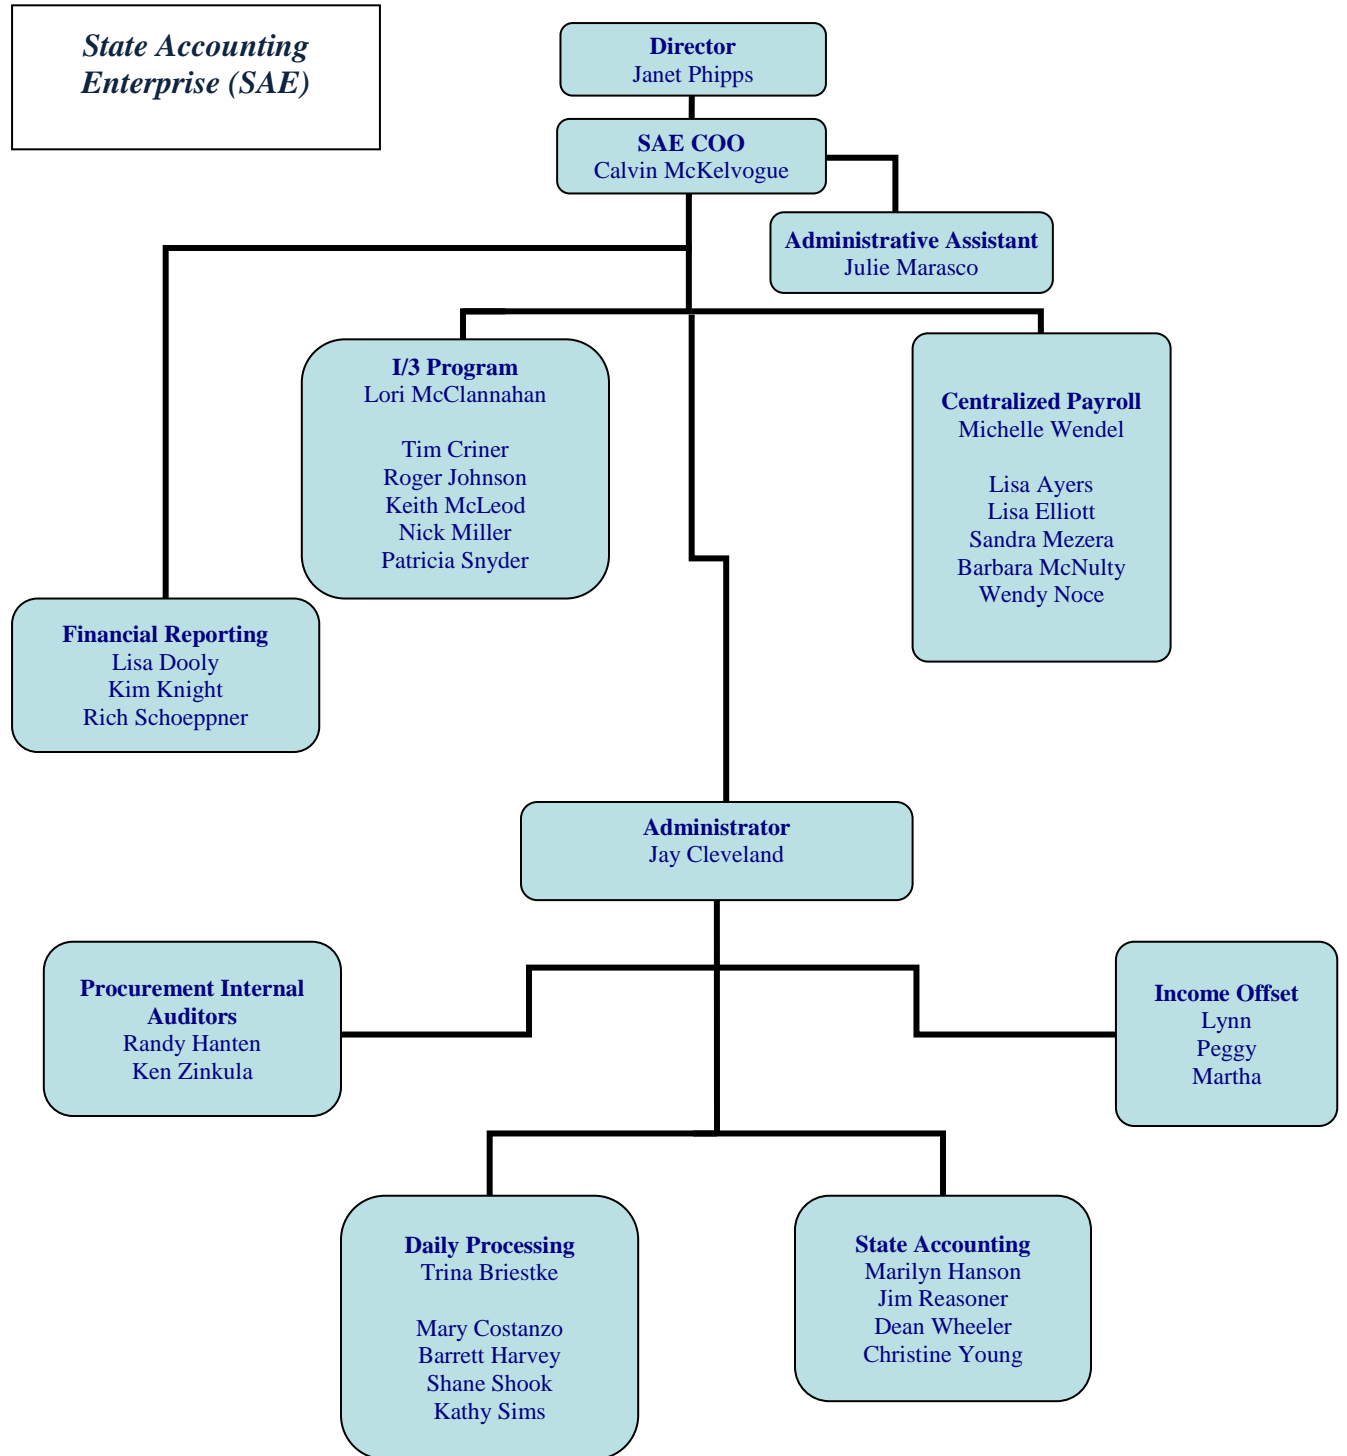 State Accounting
Enterprise (SAE)
Director
Janet Phipps
SAE COO
Calvin McKelvogue
Administrative Assistant
Julie Marasco
I/3 Program
Lori McClannahan
Tim Criner
Roger Johnson
Keith McLeod
Nick Miller
Patricia Snyder
Centralized Payroll
Michelle Wendel
Lisa Ayers
Lisa Elliott
Sandra Mezera
Barbara McNulty
Wendy Noce
Financial Reporting
Lisa Dooly
Kim Knight
Rich Schoeppner
Administrator
Jay Cleveland
Procurement Internal
Auditors
Randy Hanten
Ken Zinkula
Income Offset
Lynn
Peggy
Martha
Daily Processing
Trina Briestke
Mary Costanzo
Barrett Harvey
Shane Shook
Kathy Sims
State Accounting
Marilyn Hanson
Jim Reasoner
Dean Wheeler
Christine Young